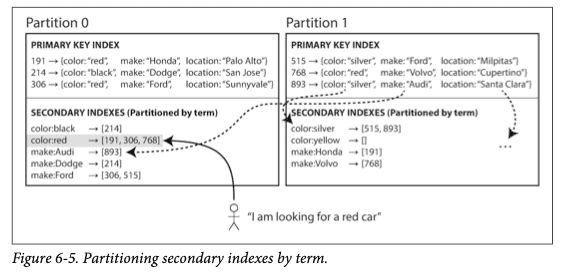 Partition 0
PRIMARY KEY INDEX
191 → {color:"red", make:"Honda", location:"Palo Alto"}
214 → {color:"black", make:"Dodge", location:"San Jose"}
306 → {color:"red", make:"Ford", location:"Sunnyvale"}
SECONDARY INDEXES (Partitioned by term)
color:black → [214]
color:red → [191, 306, 768]
make:Audi → [893]
make:Dodge → [214]
make:Ford → [306, 515]
Partition 1
PRIMARY KEY INDEX
515 → {color:"silver", make:"Ford", location:"Milpitas"}
768 → {color:"red", make:"Volvo", location:"Cupertino"}
893 → {color:"silver", make:"Audi", location:"Santa Clara"}
SECONDARY INDEXES (Partitioned by term)
color:silver → [515, 893]
color:yellow → []
make:Honda → [191]
make:Volvo → [768]
...
"I am looking for a red car"
Figure 6-5. Partitioning secondary indexes by term.